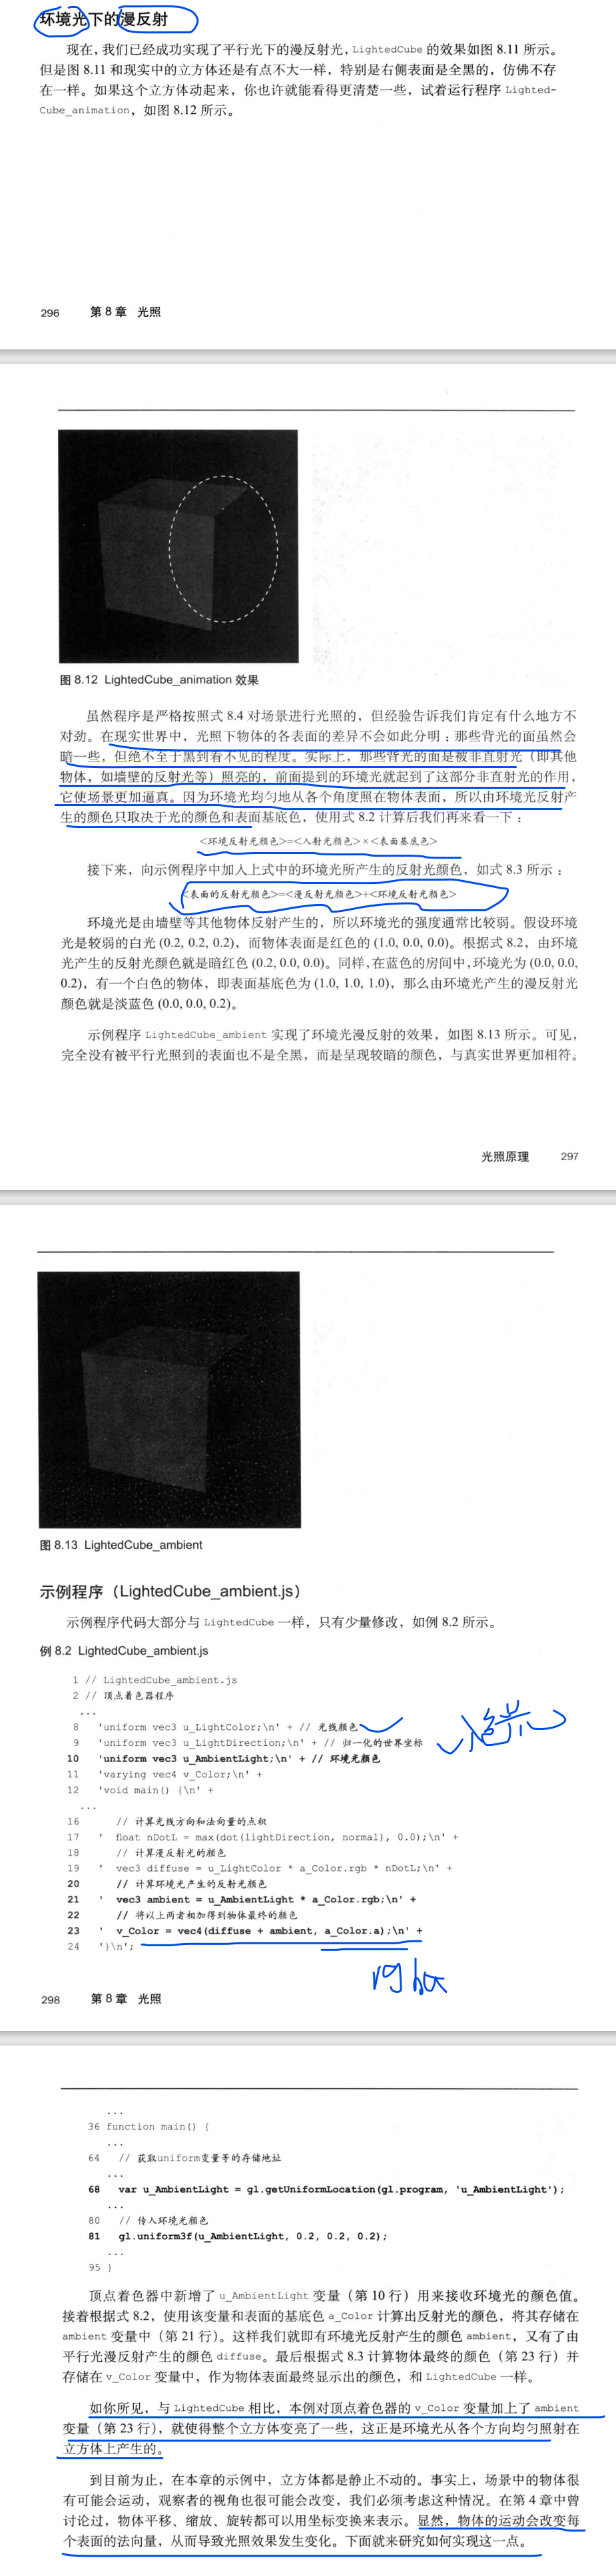 环境光下的漫反射
现在，我们已经成功实现了平行光下的漫反射光，LightedCube 的效果如图 8.11 所示。
但是图 8.11 和现实中的立方体还是有点不大一样，特别是右侧表面是全黑的，仿佛不存
在一样。如果这个立方体动起来，你也许就能看得更清楚一些，试着运行程序 Lighted-
Cube_animation，如图 8.12 所示。
296 第 8 章 光照
图 8.12 LightedCube_animation 效果
虽然程序是严格按照式 8.4 对场景进行光照的，但经验告诉我们肯定有什么地方不
对劲。在现实世界中，光照下物体的各表面的差异不会如此分明：那些背光的面虽然会
暗一些，但绝不至于黑到看不见的程度。实际上，那些背光的面是被非直射光（即其他
物体，如墙壁的反射光等）照亮的，前面提到的环境光就起到了这部分非直射光的作用，
它使场景更加逼真。因为环境光均匀地从各个角度照在物体表面，所以由环境光反射产
生的颜色只取决于光的颜色和表面基底色，使用式 8.2 计算后我们再来看一下：
<环境反射光颜色>=<入射光颜色>×<表面基底色>
接下来，向示例程序中加入上式中的环境光所产生的反射光颜色，如式 8.3 所示：
<表面的反射光颜色>=<漫反射光颜色>+<环境反射光颜色>
环境光是由墙壁等其他物体反射产生的，所以环境光的强度通常比较弱。假设环境
光是较弱的白光 (0.2, 0.2, 0.2)，而物体表面是红色的 (1.0, 0.0, 0.0)。根据式 8.2，由环境
光产生的反射光颜色就是暗红色 (0.2, 0.0, 0.0)。同样，在蓝色的房间中，环境光为 (0.0, 0.0,
0.2)，有一个白色的物体，即表面基底色为 (1.0, 1.0, 1.0)，那么由环境光产生的漫反射光
颜色就是淡蓝色 (0.0, 0.0, 0.2)。
示例程序 LightedCube_ambient 实现了环境光漫反射的效果，如图 8.13 所示。可见，
完全没有被平行光照到的表面也不是全黑，而是呈现较暗的颜色，与真实世界更加相符。
光照原理 297
图 8.13 LightedCube_ambient
示例程序（LightedCube_ambient.js）
示例程序代码大部分与 LightedCube 一样，只有少量修改，如例 8.2 所示。
例 8.2 LightedCube_ambient.js
1 // LightedCube_ambient.js
2 // 顶点着色器程序
...
8 'uniform vec3 u_LightColor;\n' + // 光线颜色
9 'uniform vec3 u_LightDirection;\n' + // 归一化的世界坐标
10 'uniform vec3 u_AmbientLight;\n' + // 环境光颜色
11 'varying vec4 v_Color;\n' +
12 'void main() {\n' +
...
16 // 计算光线方向和法向量的点积
17 ' float nDotL = max(dot(lightDirection, normal), 0.0);\n' +
18 // 计算漫反射光的颜色
19 ' vec3 diffuse = u_LightColor * a_Color.rgb * nDotL;\n' +
20 // 计算环境光产生的反射光颜色
21 ' vec3 ambient = u_AmbientLight * a_Color.rgb;\n' +
22 // 将以上两者相加得到物体最终的颜色
23 ' v_Color = vec4(diffuse + ambient, a_Color.a);\n' +
24 '}\n';
rgba
298 第 8 章 光照
...
36 function main() {
...
64 // 获取uniform变量等的存储地址
...
68 var u_AmbientLight = gl.getUniformLocation(gl.program, 'u_AmbientLight');
...
80 // 传入环境光颜色
81 gl.uniform3f(u_AmbientLight, 0.2, 0.2, 0.2);
...
95 }
顶点着色器中新增了 u_AmbientLight 变量（第 10 行）用来接收环境光的颜色值。
接着根据式 8.2，使用该变量和表面的基底色 a_Color 计算出反射光的颜色，将其存储在
ambient 变量中（第 21 行）。这样我们就即有环境光反射产生的颜色 ambient，又有了由
平行光漫反射产生的颜色 diffuse。最后根据式 8.3 计算物体最终的颜色（第 23 行）并
存储在 v_Color 变量中，作为物体表面最终显示出的颜色，和 LightedCube 一样。
如你所见，与 LightedCube 相比，本例对顶点着色器的 v_Color 变量加上了 ambient
变量（第 23 行），就使得整个立方体变亮了一些，这正是环境光从各个方向均匀照射在
立方体上产生的。
到目前为止，在本章的示例中，立方体都是静止不动的。事实上，场景中的物体很
有可能会运动，观察者的视角也很可能会改变，我们必须考虑这种情况。在第 4 章中曾
讨论过，物体平移、缩放、旋转都可以用坐标变换来表示。显然，物体的运动会改变每
个表面的法向量，从而导致光照效果发生变化。下面就来研究如何实现这一点。